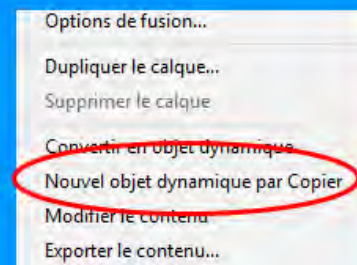 Options de fusion...
Dupliquer le calque...
Supprimer le calque
Convertir en objet dynamique
Nouvel objet dynamique par Copier
Modifier le contenu
Exporter le contenu...